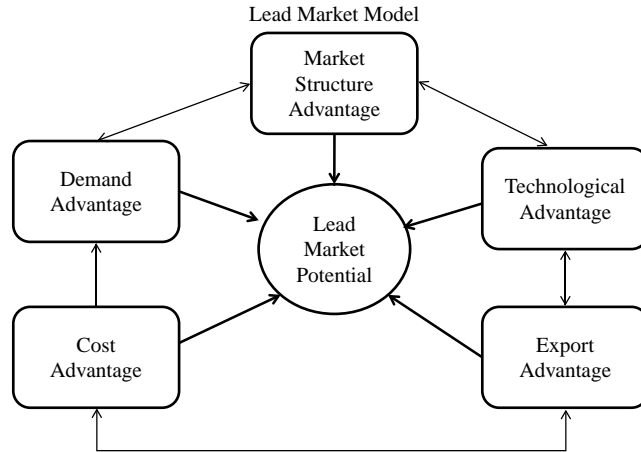 Lead Market Model
Market
Structure
Advantage
Demand
Advantage
Technological
Advantage
Lead
Market
Potential
Cost
Advantage
Export
Advantage